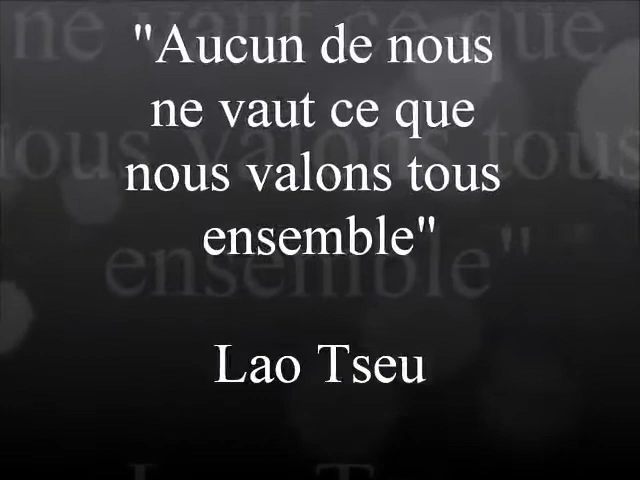 "Aucun de nous
ne vaut ce que
nous valons tous
ensemble"
Lao Tseu